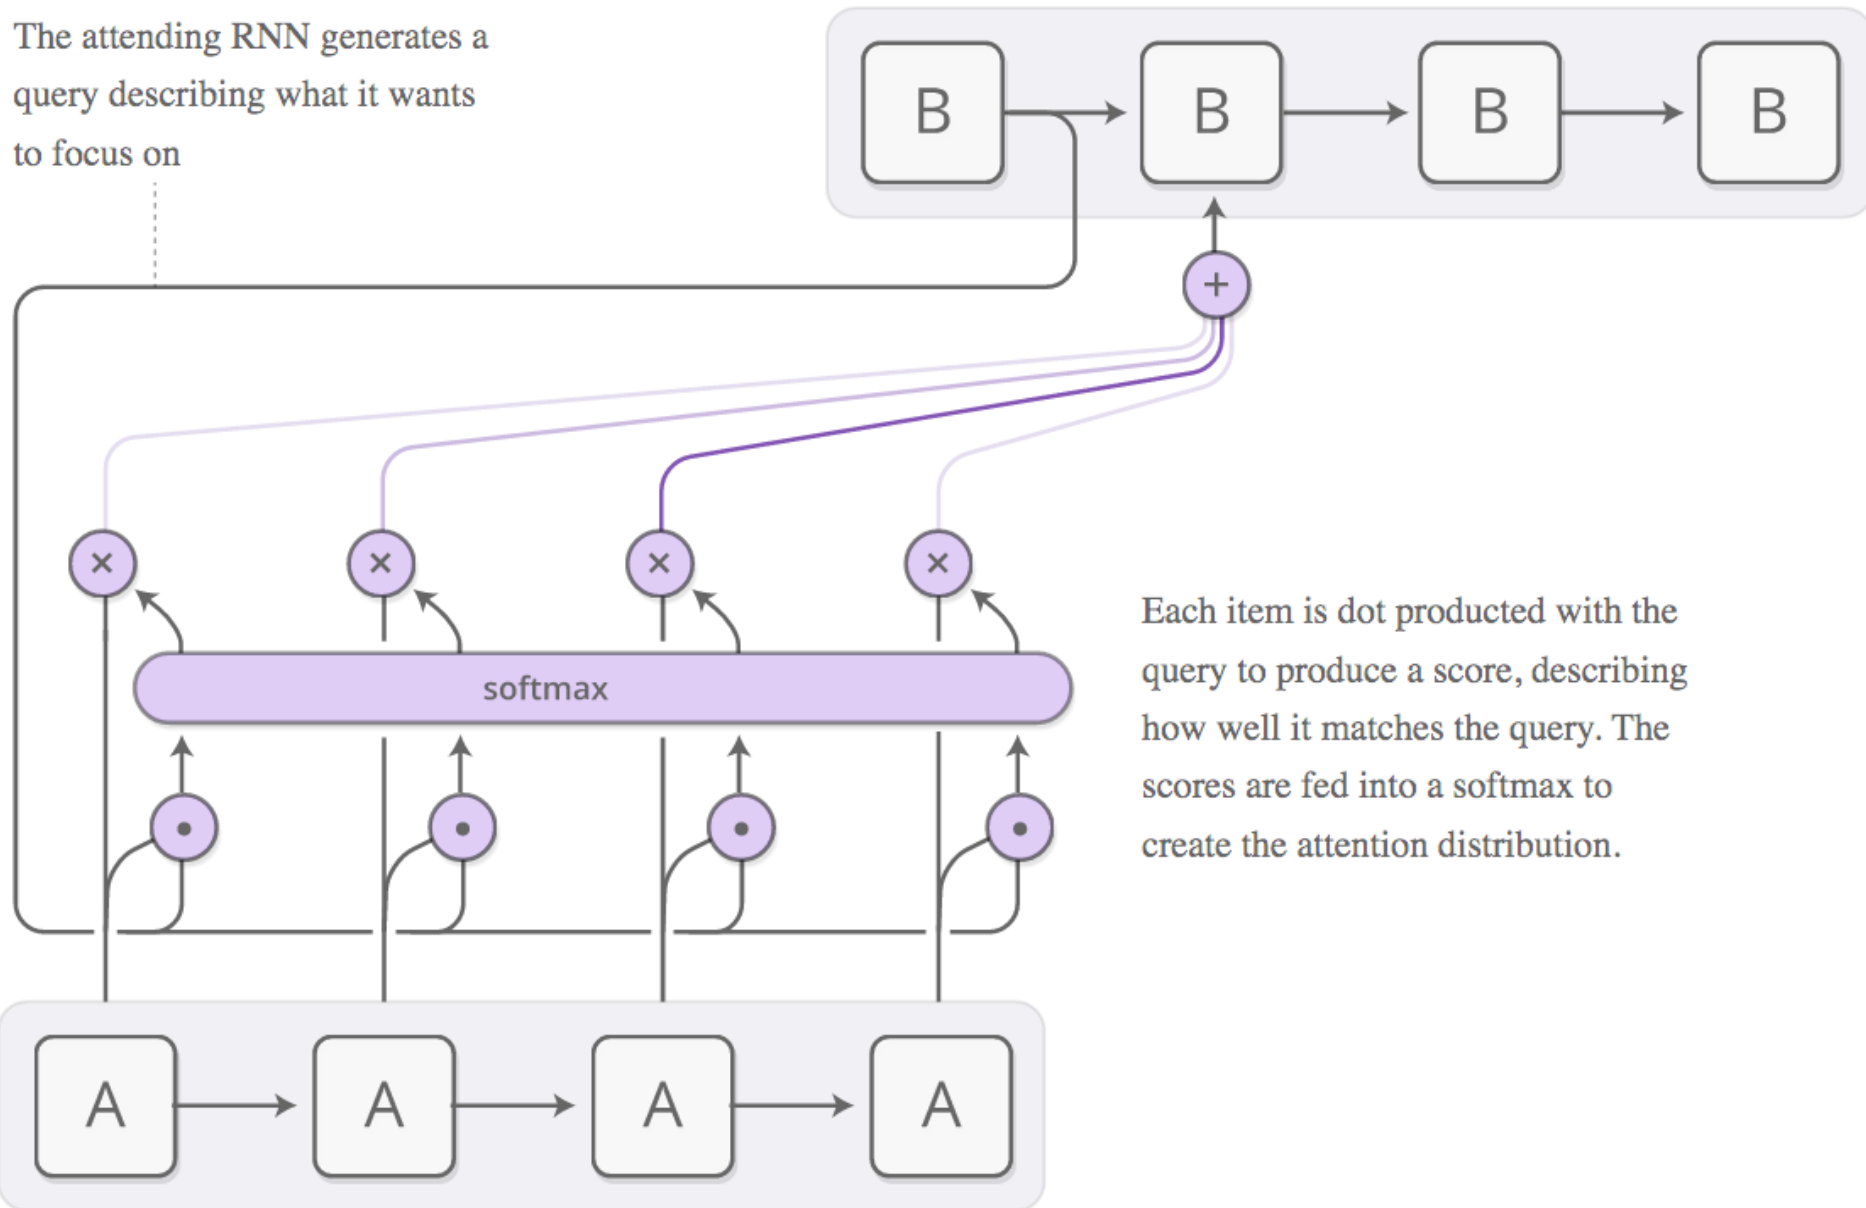 The attending RNN generates a
query describing what it wants
to focus on
B B B B
+
× × × ×
softmax
• • • •
Each item is dot producted with the
query to produce a score, describing
how well it matches the query. The
scores are fed into a softmax to
create the attention distribution.
A A A A